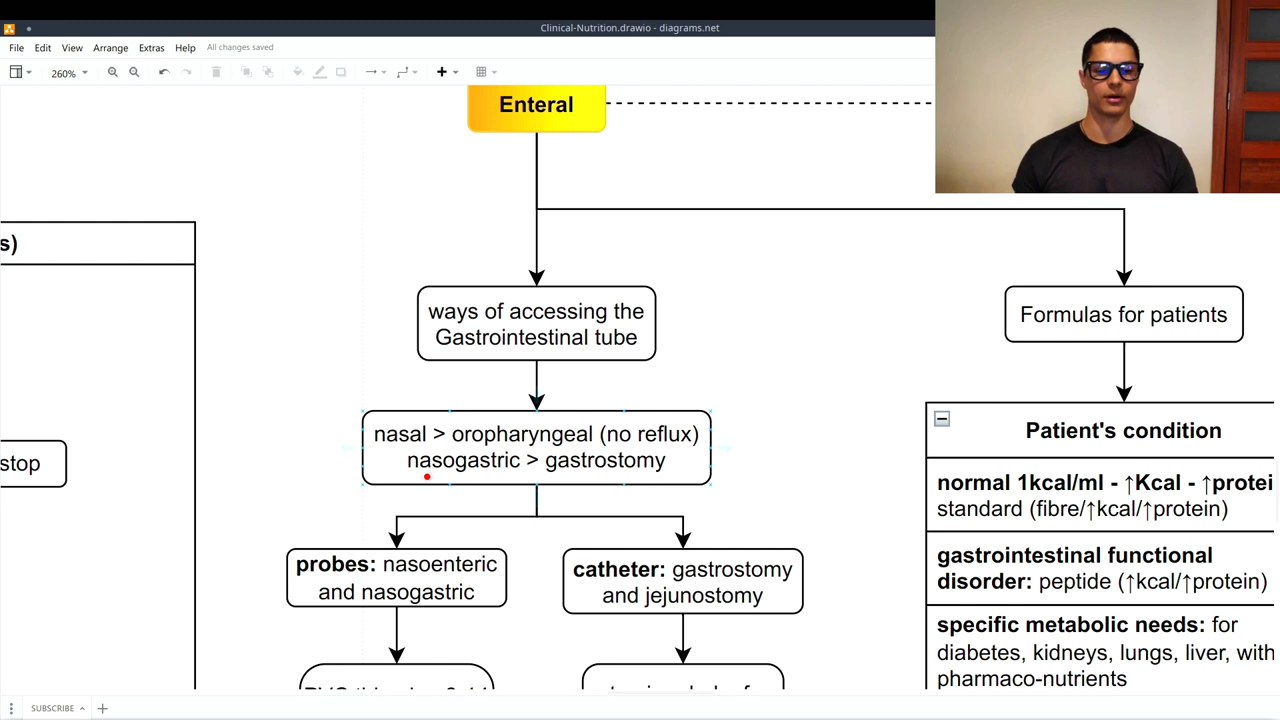 Clinical-Nutrition.drawio - diagrams.net
File Edit View Arrange Extras Help All changes saved
260%
Enteral
s)
ways of accessing the
Gastrointestinal tube
Formulas for patients
nasal > oropharyngeal (no reflux)
nasogastric > gastrostomy
stop
Patient's condition
normal 1kcal/ml - ↑Kcal - ↑protei
standard (fibre/↑kcal/↑protein)
gastrointestinal functional
disorder: peptide (↑kcal/↑protein)
specific metabolic needs: for
diabetes, kidneys, lungs, liver, with
pharmaco-nutrients
probes: nasoenteric
and nasogastric
catheter: gastrostomy
and jejunostomy
SUBSCRIBE